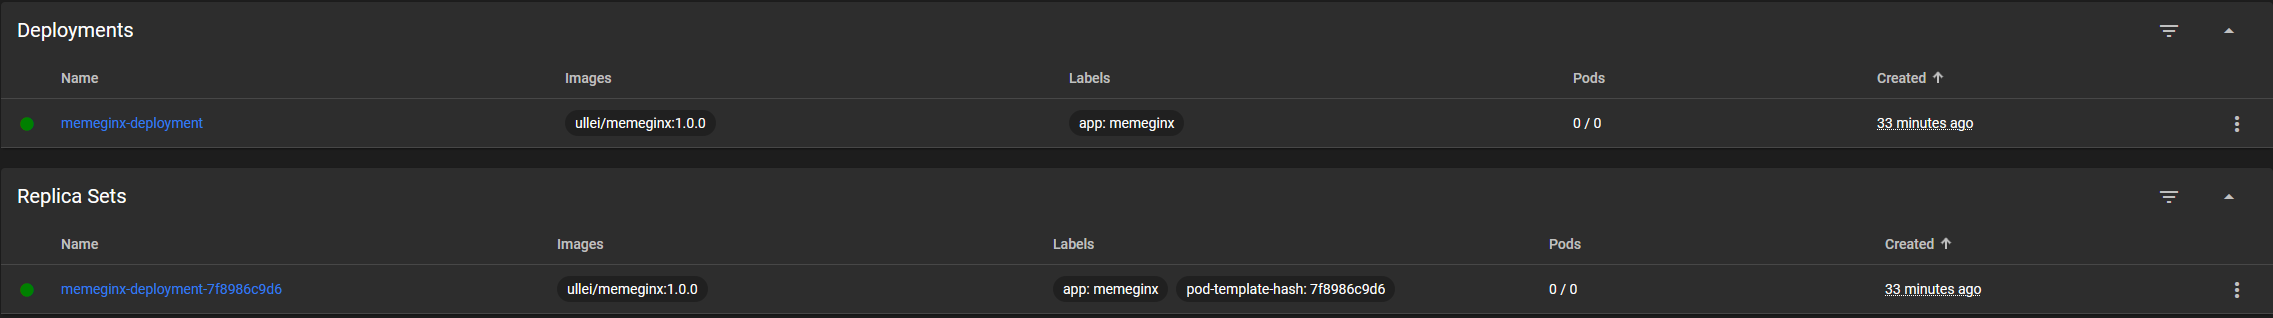 Deployments
Name Images Labels Pods Created
memeginx-deployment ullei/memeginx:1.0.0 app: memeginx 0 / 0 33 minutes ago
Replica Sets
Name Images Labels Pods Created
memeginx-deployment-7f8986c9d6 ullei/memeginx:1.0.0 app: memeginx pod-template-hash: 7f8986c9d6 0 / 0 33 minutes ago